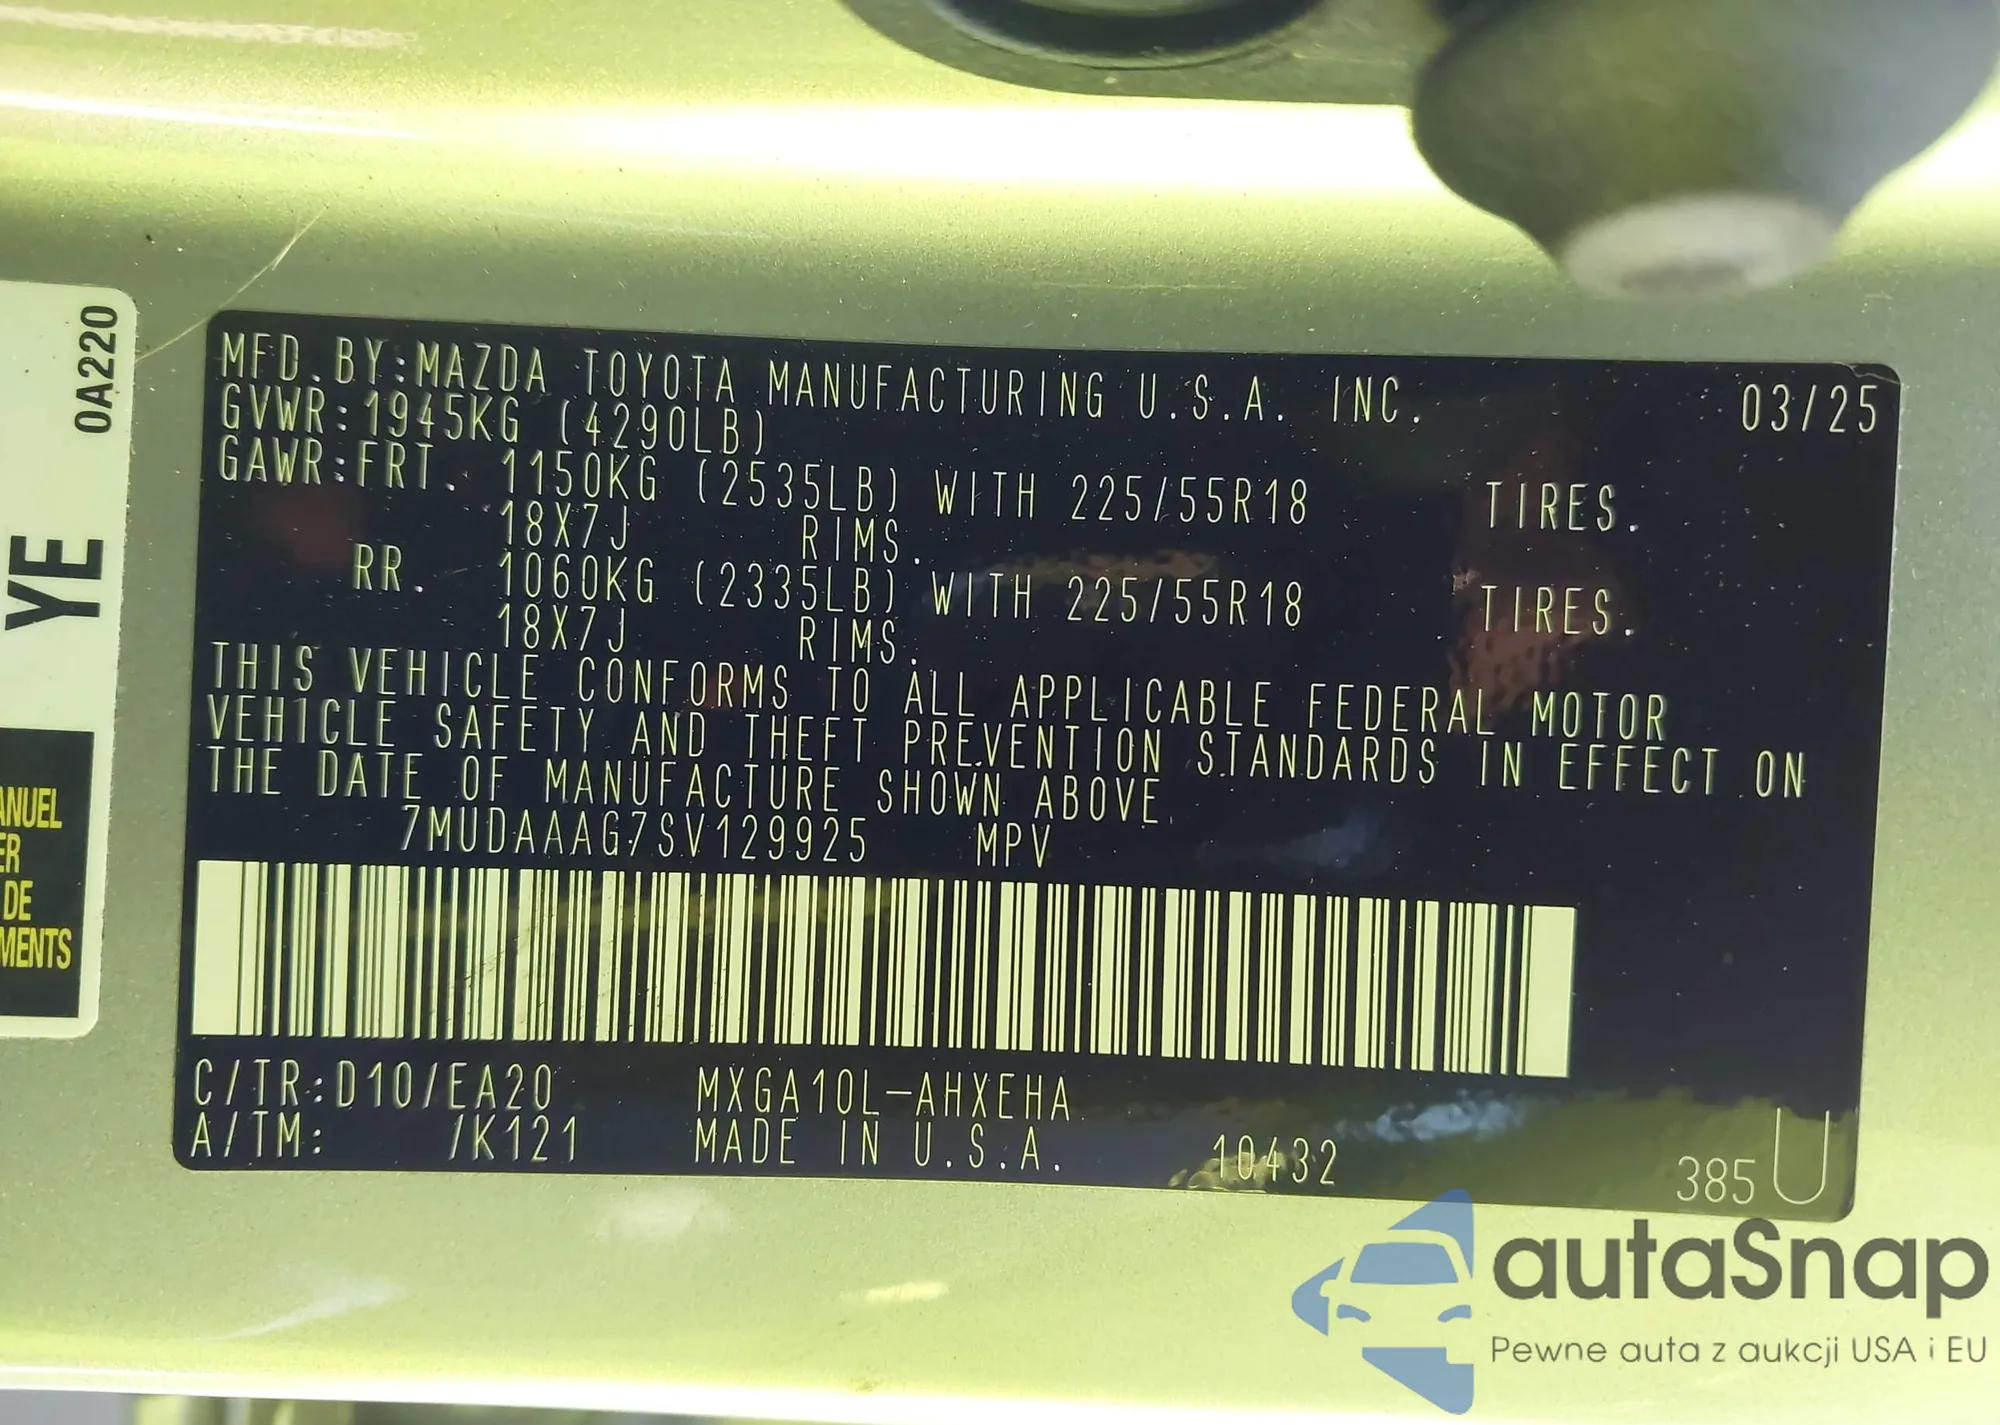 0A220
YE
ANUEL
ER
DE
MENTS
MFD. BY:MAZDA TOYOTA MANUFACTURING U.S.A. INC. 03/25
GVWR:1945KG (4290LB)
GAWR:FRT. 1150KG (2535LB) WITH 225/55R18 TIRES.
18X7J RIMS.
RR. 1060KG (2335LB) WITH 225/55R18 TIRES.
18X7J RIMS.
THIS VEHICLE CONFORMS TO ALL APPLICABLE FEDERAL MOTOR
VEHICLE SAFETY AND THEFT PREVENTION STANDARDS IN EFFECT ON
THE DATE OF MANUFACTURE SHOWN ABOVE.
7MUDAAAG7SV129925 MPV
C/TR:D10/EA20 MXGA10L-AHXEHA
A/TM: /K121 MADE IN U.S.A. 10432 385 U
autaSnap
Pewne auta z aukcji USA i EU